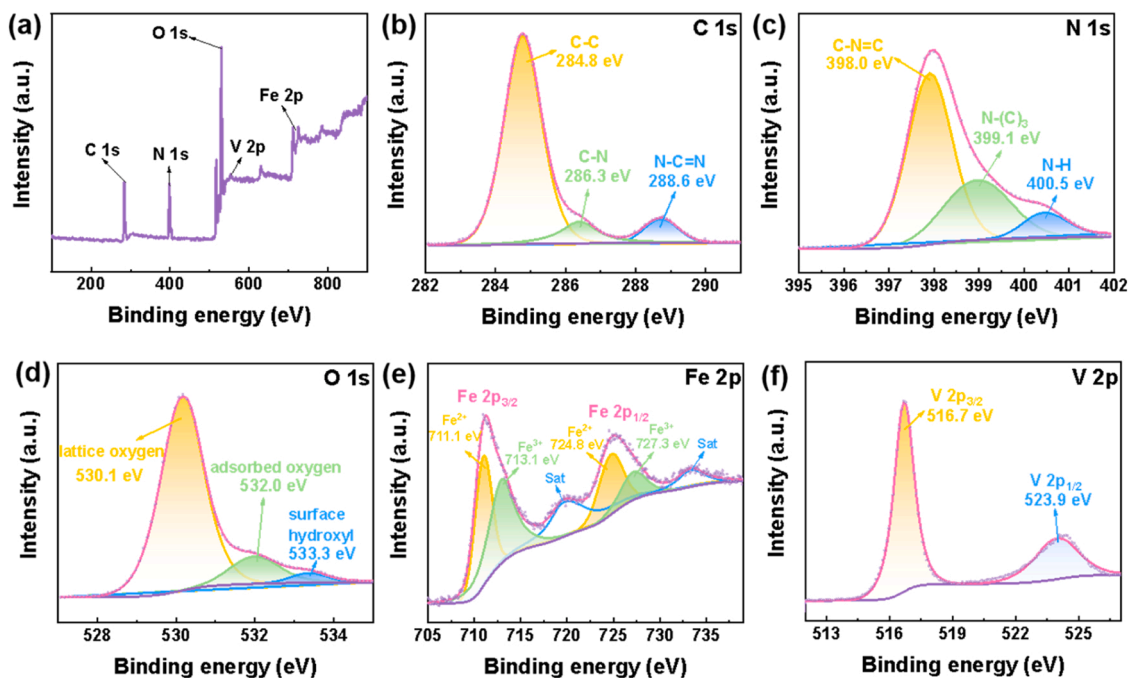 (a)
O 1s
Fe 2p
C 1s
N 1s
V 2p
Intensity (a.u.)
200 400 600 800
Binding energy (eV)
(b)
C 1s
C-C
284.8 eV
C-N
286.3 eV
N-C=N
288.6 eV
Intensity (a.u.)
282 284 286 288 290
Binding energy (eV)
(c)
N 1s
C-N=C
398.0 eV
N-(C)₃
399.1 eV
N-H
400.5 eV
Intensity (a.u.)
395 396 397 398 399 400 401 402
Binding energy (eV)
(d)
O 1s
lattice oxygen
530.1 eV
adsorbed oxygen
532.0 eV
surface
hydroxyl
533.3 eV
Intensity (a.u.)
528 530 532 534
Binding energy (eV)
(e)
Fe 2p
Fe 2p₃/₂
Fe²⁺
711.1 eV
Fe³⁺
713.1 eV
Sat
Fe 2p₁/₂
Fe²⁺
724.8 eV
Fe³⁺
727.3 eV
Sat
Intensity (a.u.)
705 710 715 720 725 730 735
Binding energy (eV)
(f)
V 2p
V 2p₃/₂
516.7 eV
V 2p₁/₂
523.9 eV
Intensity (a.u.)
513 516 519 522 525
Binding energy (eV)